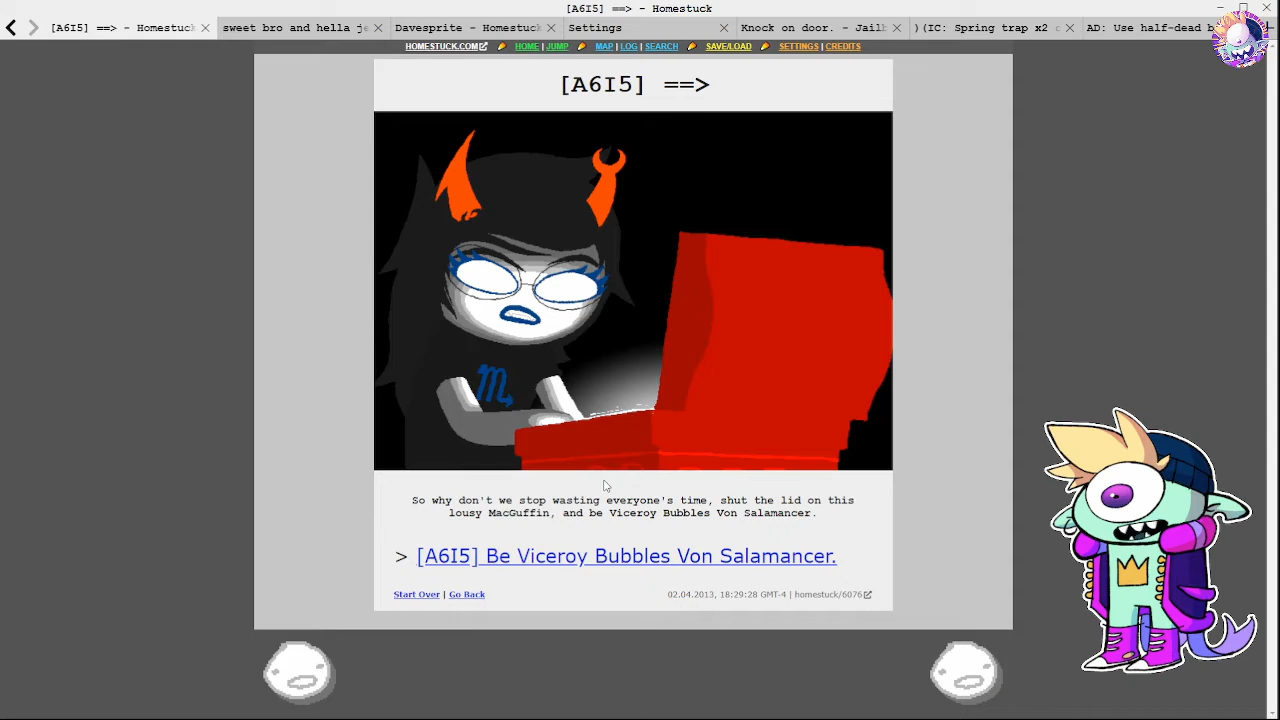 [A6I5] ==> - Homestuck
[A6I5] ==> - Homestuck
sweet bro and hella je
Davesprite - Homestuck
Settings
Knock on door. - Jailb
)(IC: Spring trap x2 c
AD: Use half-dead b
HOMESTUCK.COM HOME | JUMP MAP | LOG | SEARCH SAVE/LOAD SETTINGS | CREDITS
[A6I5] ==>
So why don't we stop wasting everyone's time, shut the lid on this
lousy MacGuffin, and be Viceroy Bubbles Von Salamancer.
> [A6I5] Be Viceroy Bubbles Von Salamancer.
Start Over | Go Back
02.04.2013, 18:29:28 GMT-4 | homestuck/6076